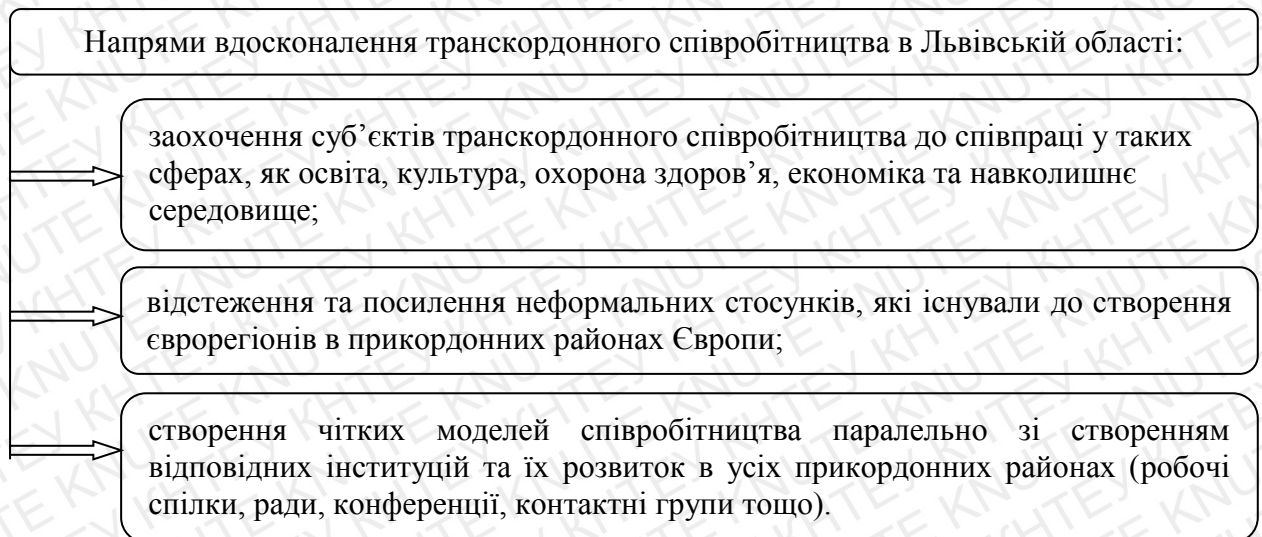 Напрями вдосконалення транскордонного співробітництва в Львівській області:
заохочення суб’єктів транскордонного співробітництва до співпраці у таких
сферах, як освіта, культура, охорона здоров’я, економіка та навколишнє
середовище;
відстеження та посилення неформальних стосунків, які існували до створення
єврорегіонів в прикордонних районах Європи;
створення чітких моделей співробітництва паралельно зі створенням
відповідних інституцій та їх розвиток в усіх прикордонних районах (робочі
спілки, ради, конференції, контактні групи тощо).